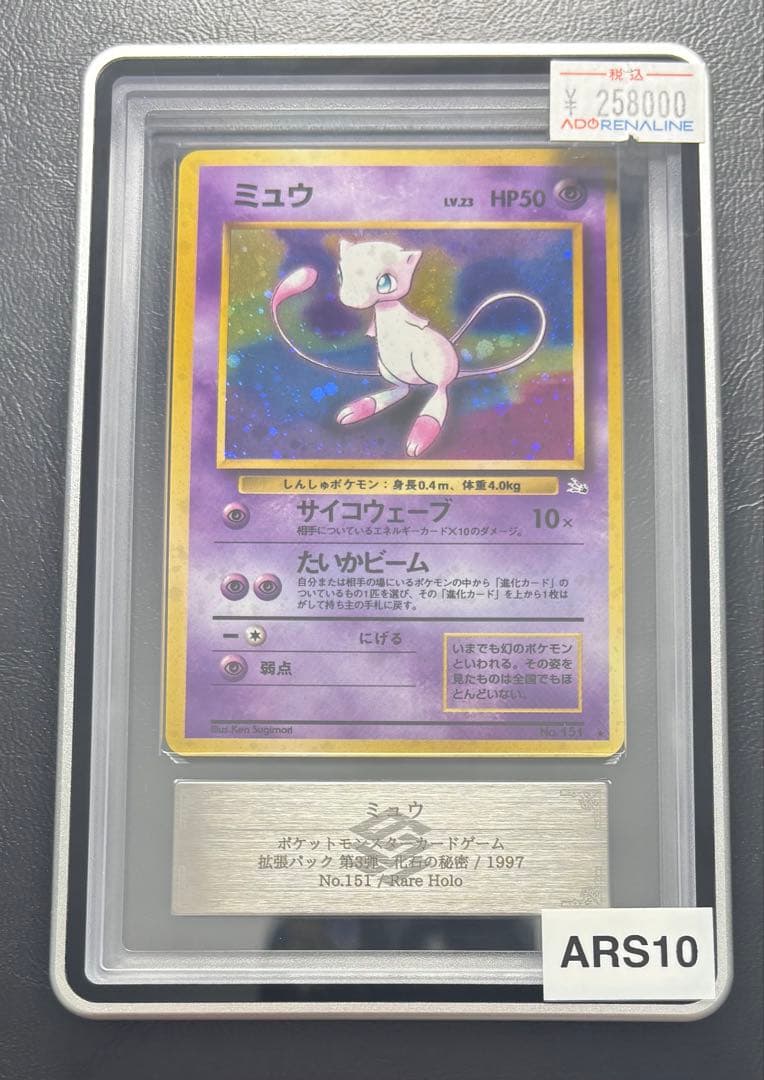 税込
¥ 258000
ADORENALINE
ミュウ
LV.23 HP50
しんしゅポケモン：身長0.4m、体重4.0kg
サイコウェーブ 10×
相手についているエネルギーカード×10のダメージ。
たいかビーム
自分または相手の場にいるポケモンの中から「進化カード」の
ついているもの1匹を選び、その「進化カード」を上から1枚は
がして持ち主の手札に戻す。
にげる
弱点
いまでも幻のポケモン
といわれる。その姿を
見たものは全国でもほ
とんどいない。
Illus.Ken Sugimori
No.151
ミュウ
ポケットモンスターカードゲーム
拡張パック 第3弾 化石の秘密 / 1997
No.151 / Rare Holo
ARS10